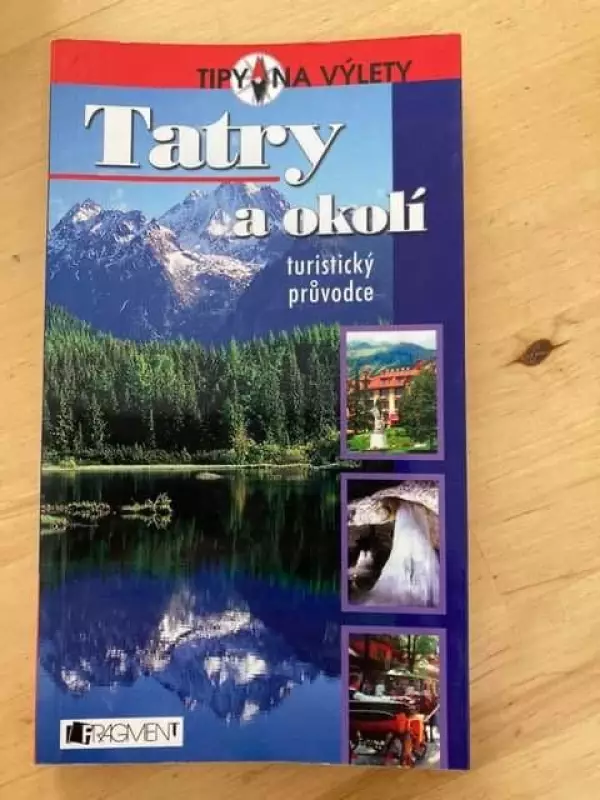 TIPY NA VÝLETY
Tatry
a okolí
turistický
průvodce
FRAGMENT